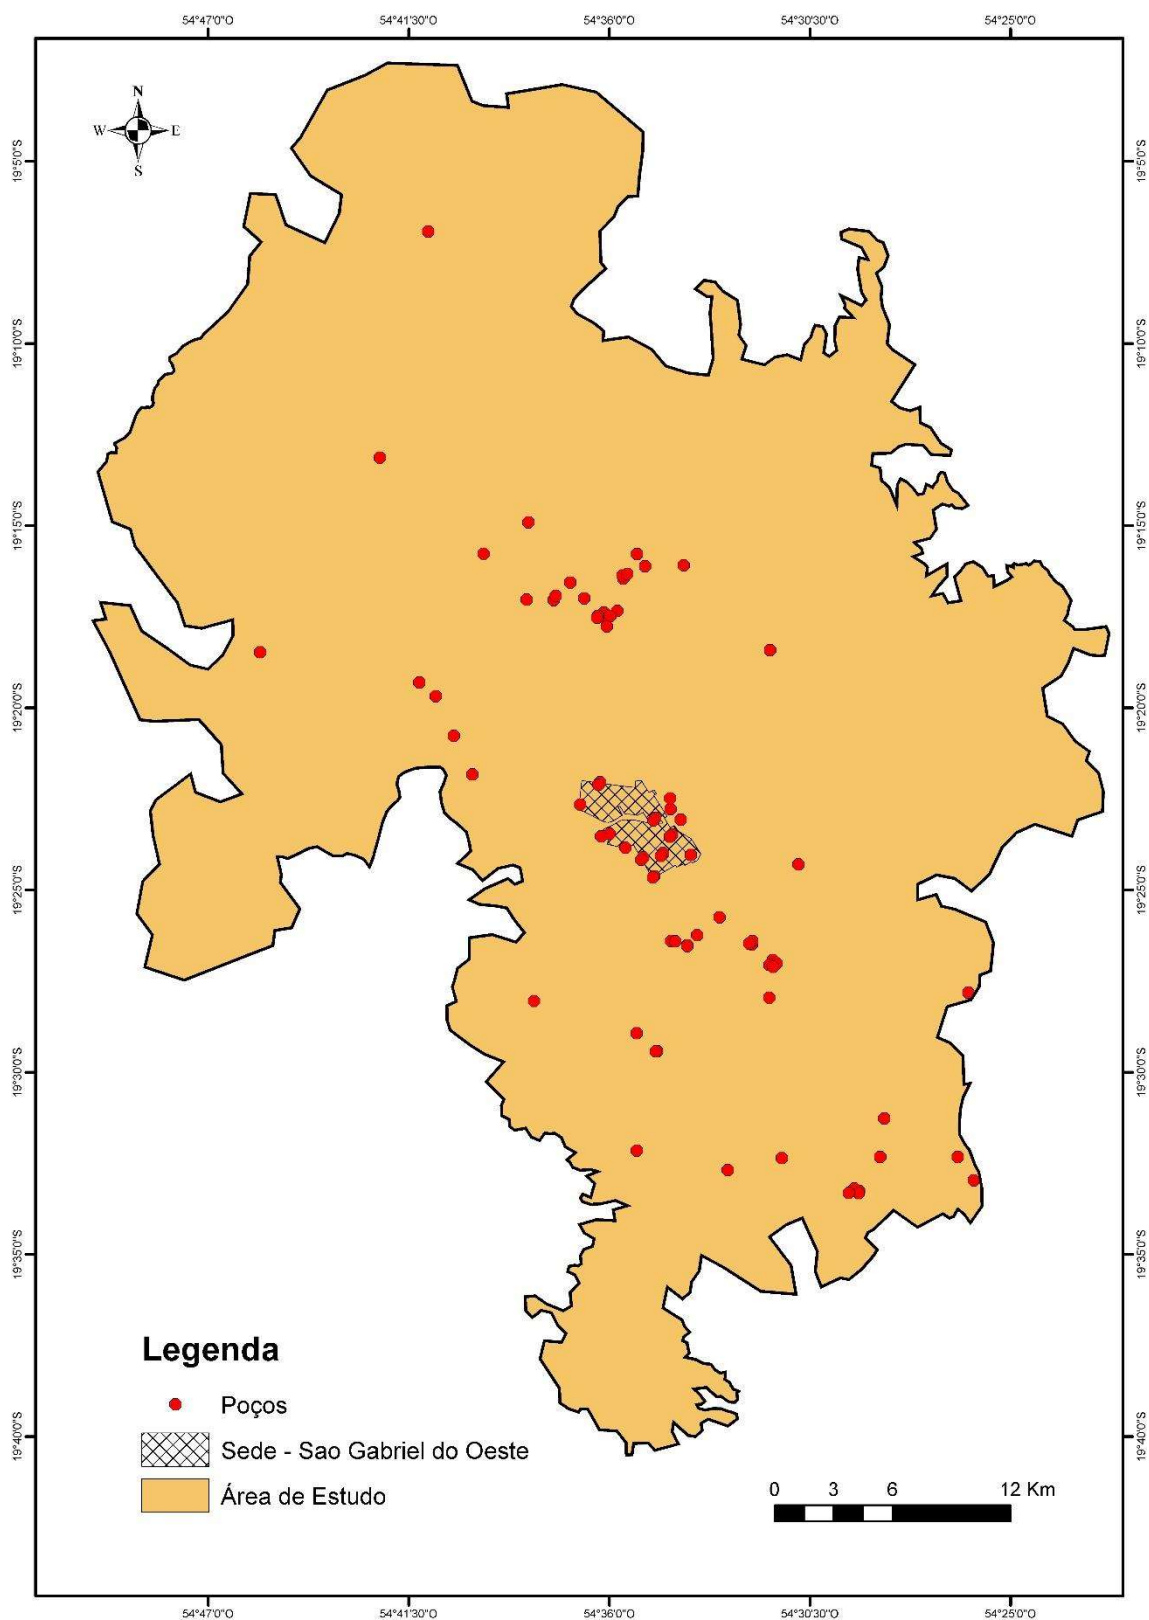 54°47'0"O 54°41'30"O 54°36'0"O 54°30'30"O 54°25'0"O
N
W E
S
19°5'0"S 19°5'0"S
19°10'0"S 19°10'0"S
19°15'0"S 19°15'0"S
19°20'0"S 19°20'0"S
19°25'0"S 19°25'0"S
19°30'0"S 19°30'0"S
19°35'0"S 19°35'0"S
19°40'0"S 19°40'0"S
Legenda
Poços
Sede - Sao Gabriel do Oeste
Área de Estudo
0 3 6 12 Km
54°47'0"O 54°41'30"O 54°36'0"O 54°30'30"O 54°25'0"O